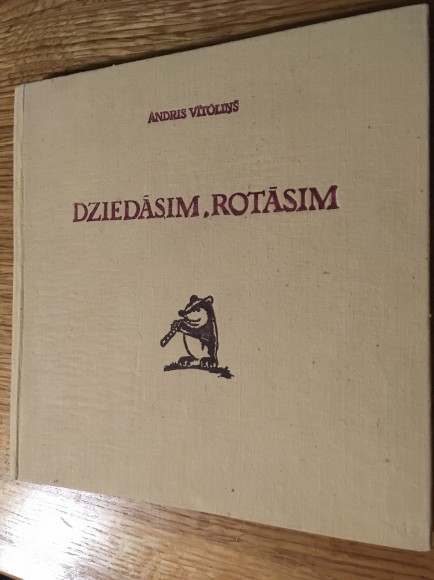 ANDRIS VĪTOLIŅŠ
DZIEDĀSIM, ROTĀSIM